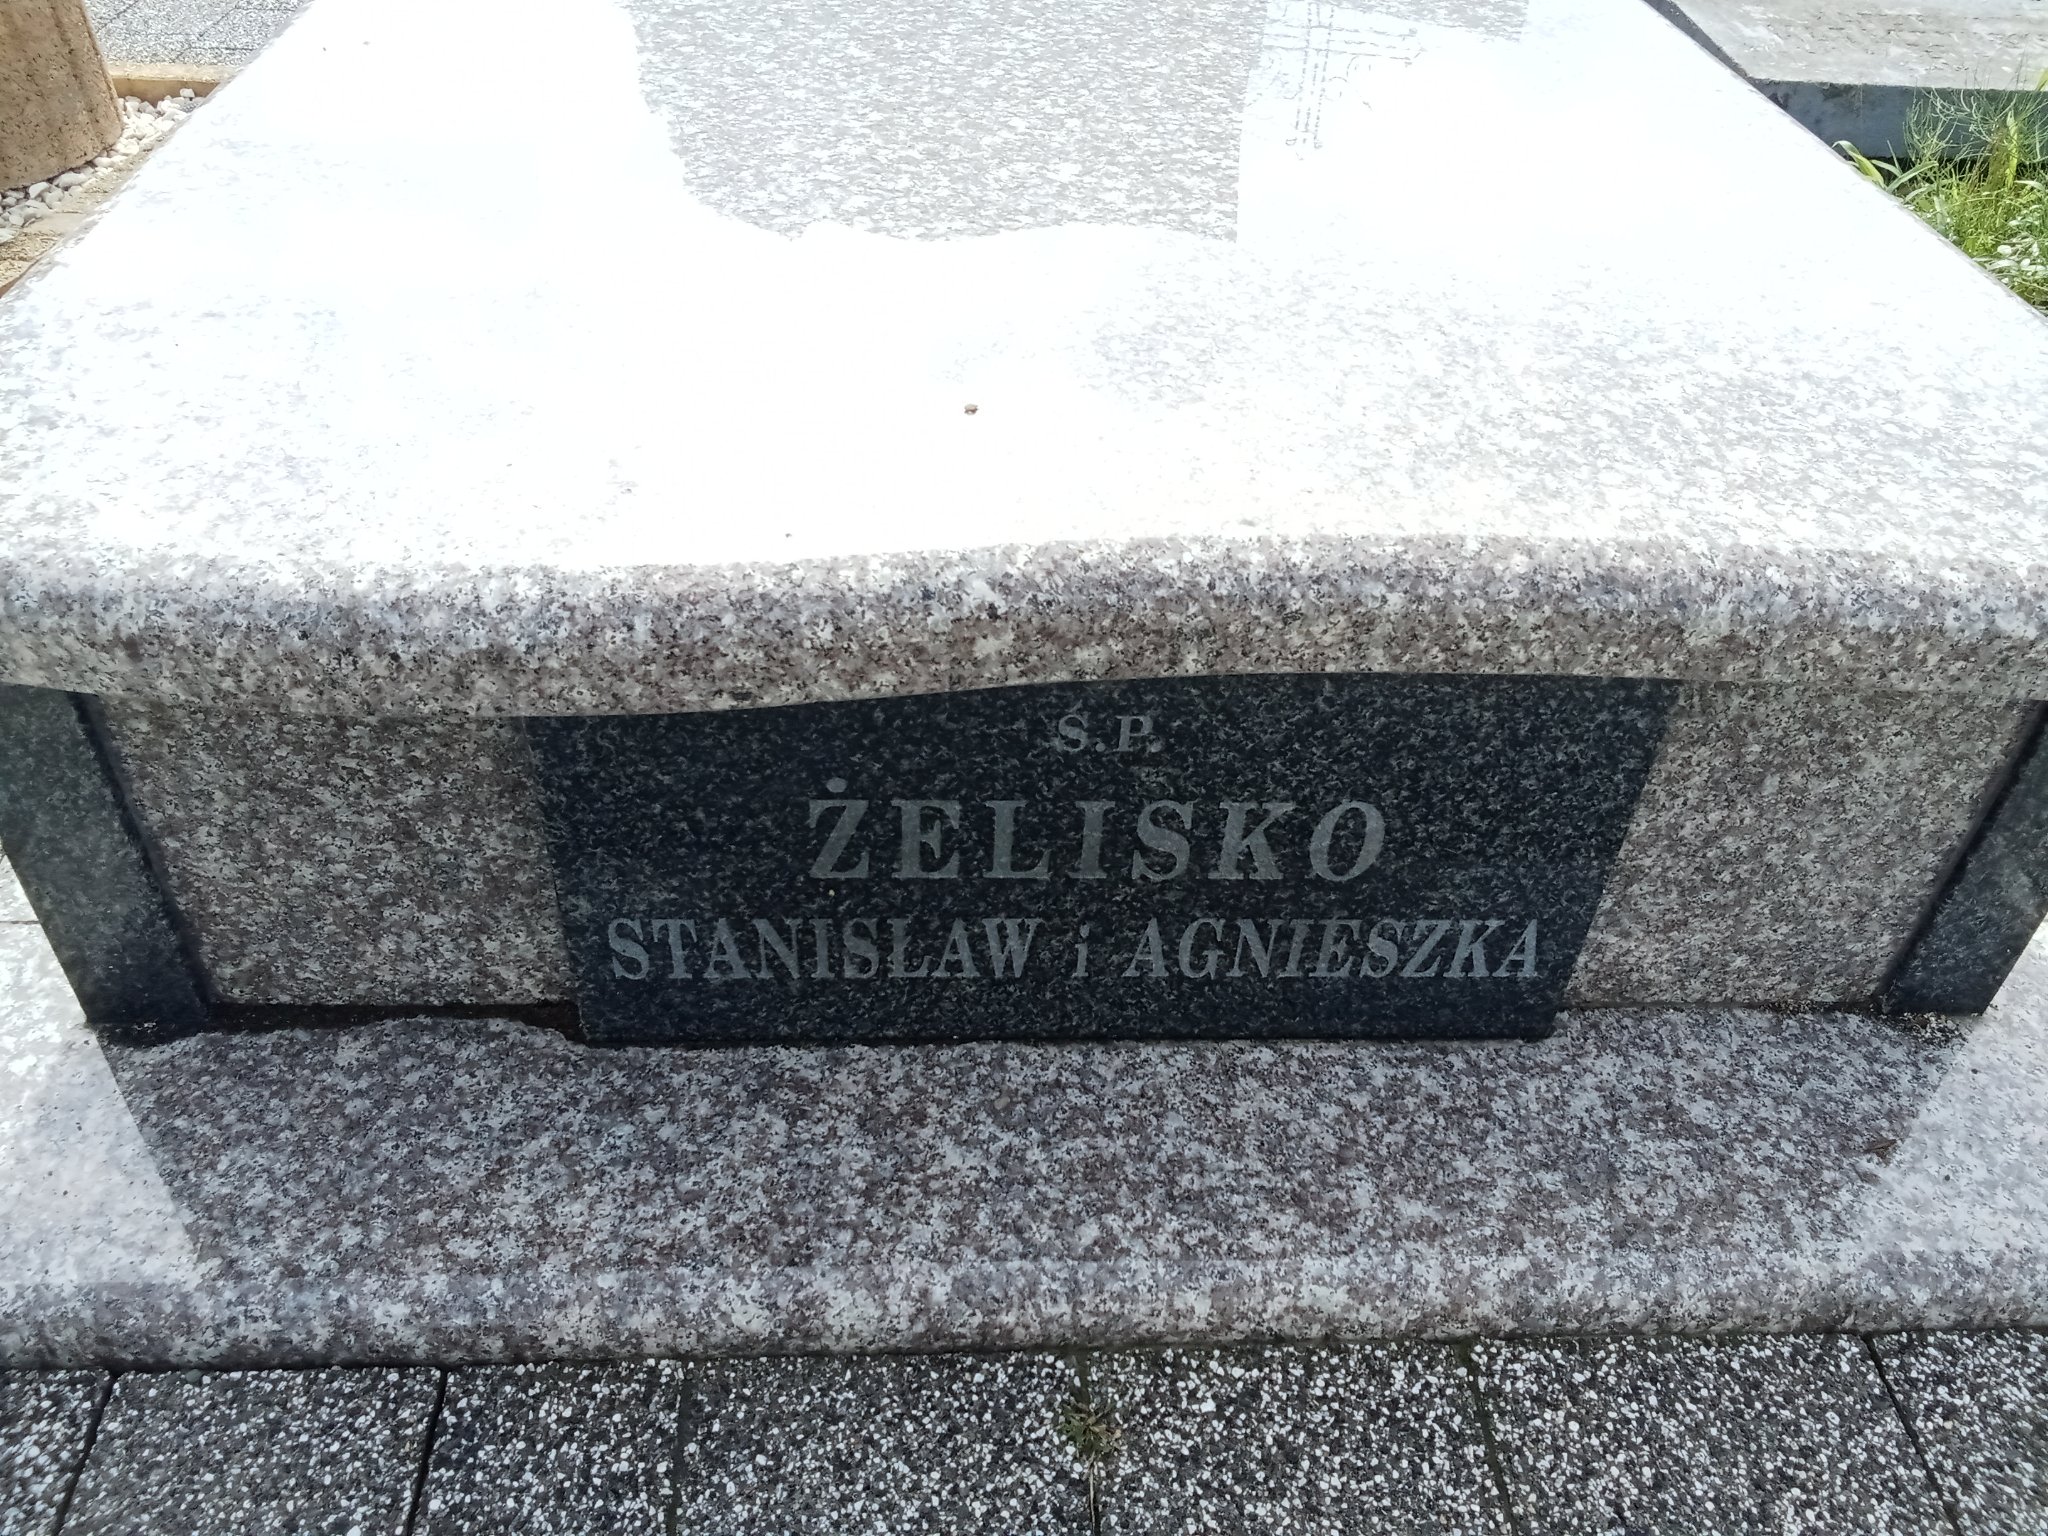 Ś.P.
ŻELISKO
STANISŁAW i AGNIESZKA